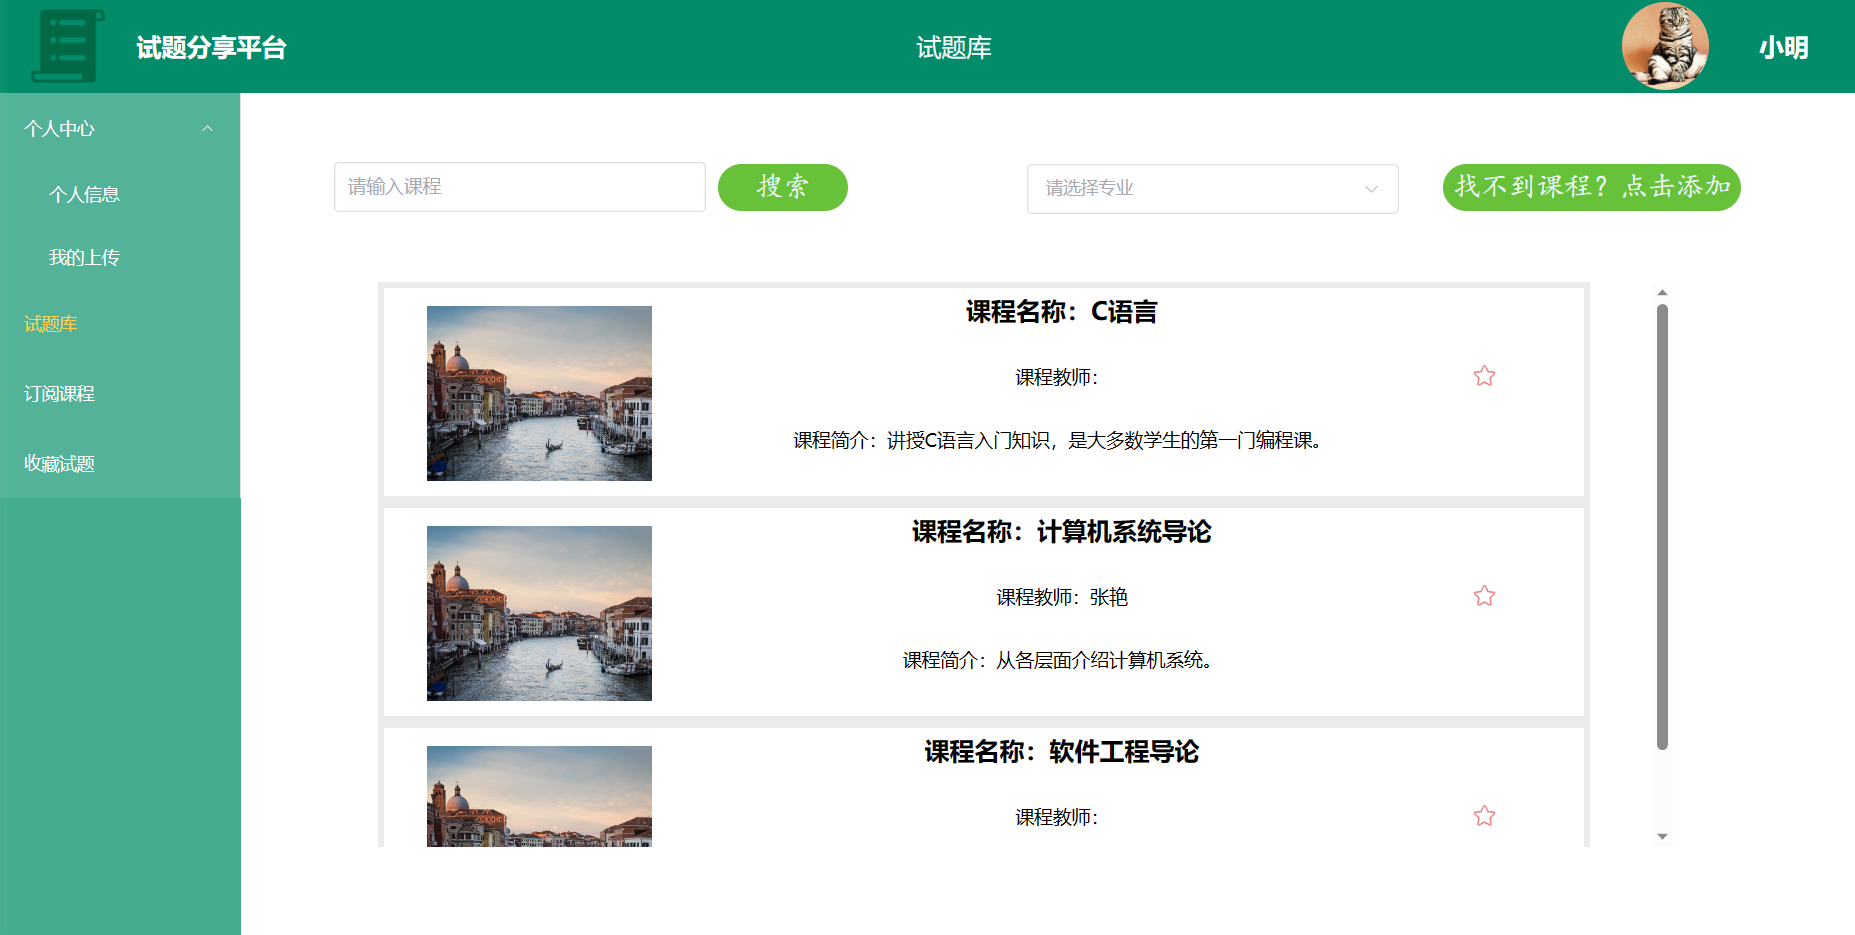 试题分享平台
试题库
小明
个人中心
个人信息
我的上传
试题库
订阅课程
收藏试题
请输入课程
搜索
请选择专业
找不到课程？点击添加
课程名称：C语言
课程教师：
课程简介：讲授C语言入门知识，是大多数学生的第一门编程课。
课程名称：计算机系统导论
课程教师：张艳
课程简介：从各层面介绍计算机系统。
课程名称：软件工程导论
课程教师：